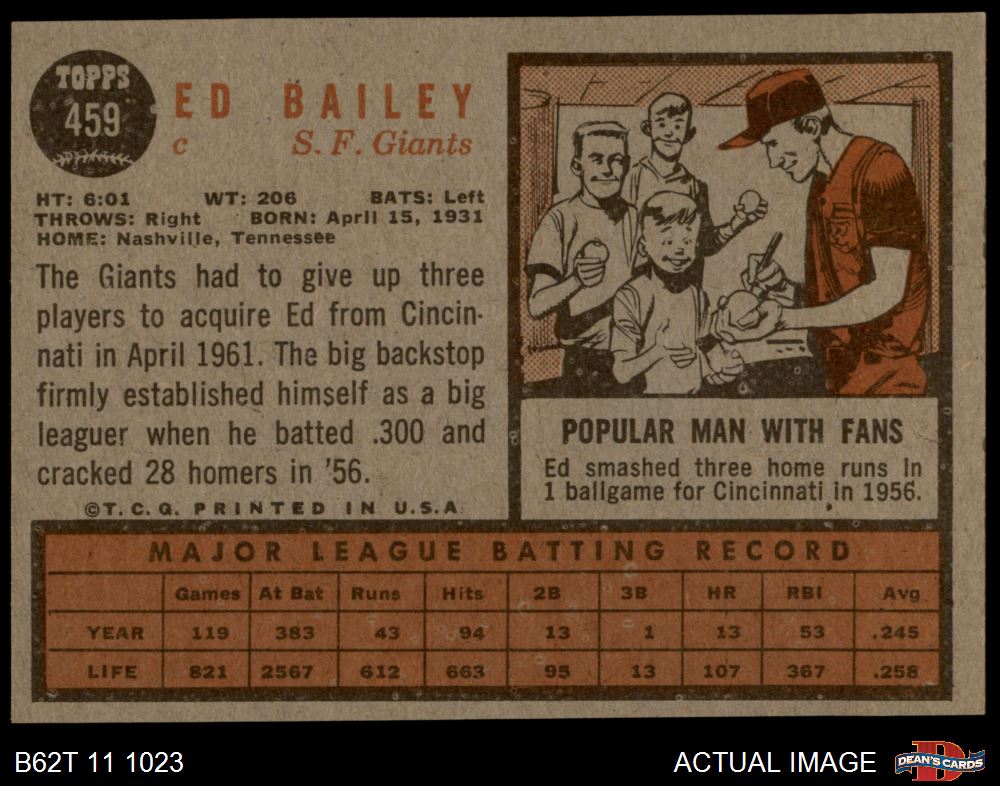 TOPPS
459
ED BAILEY
c S. F. Giants
HT: 6:01 WT: 206 BATS: Left
THROWS: Right BORN: April 15, 1931
HOME: Nashville, Tennessee
The Giants had to give up three
players to acquire Ed from Cincin-
nati in April 1961. The big backstop
firmly established himself as a big
leaguer when he batted .300 and
cracked 28 homers in '56.
©T. C. G. PRINTED IN U.S.A
POPULAR MAN WITH FANS
Ed smashed three home runs in
1 ballgame for Cincinnati in 1956.
MAJOR LEAGUE BATTING RECORD
Games At Bat Runs Hits 2B 3B HR RBI Avg
YEAR 119 383 43 94 13 1 13 53 .245
LIFE 821 2567 612 663 95 13 107 367 .258
B62T 11 1023
ACTUAL IMAGE
D
DEAN'S CARDS